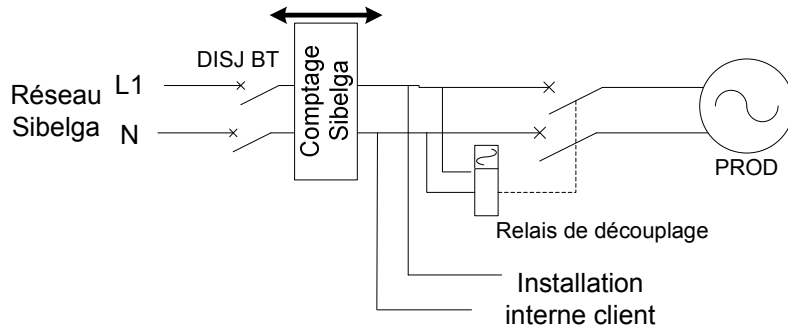 DISJ BT
Comptage
Sibelga
Réseau
Sibelga
L1
N
PROD
Relais de découplage
Installation
interne client